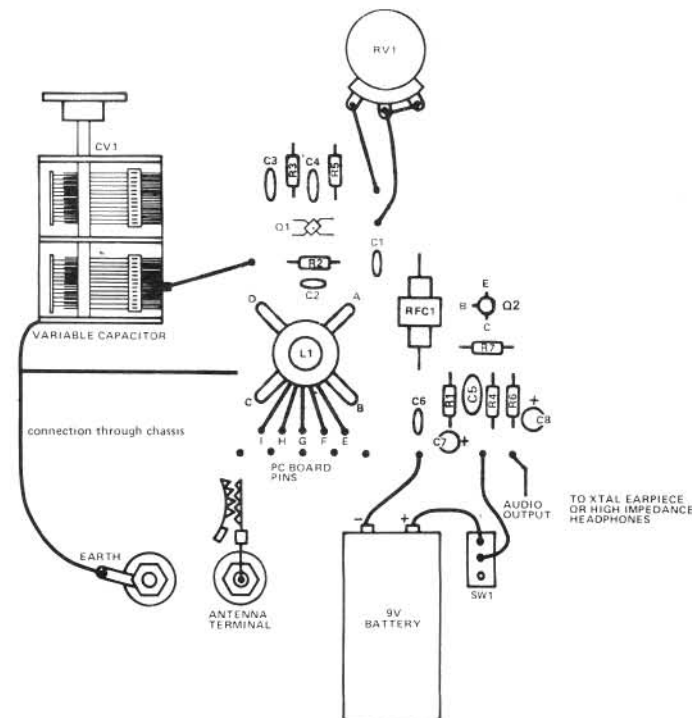 RV1
CV1
C3
R3
C4
R5
Q1
C1
R2
C2
E
B
Q2
C
RFC1
D
A
L1
R7
VARIABLE CAPACITOR
C
B
C6
R1
C5
R4
R6
+
C8
connection through chassis
I H G F E
C7
+
PC BOARD
PINS
AUDIO
OUTPUT
TO XTAL EARPIECE
OR HIGH IMPEDANCE
HEADPHONES
− +
EARTH
SW1
ANTENNA
TERMINAL
9V
BATTERY